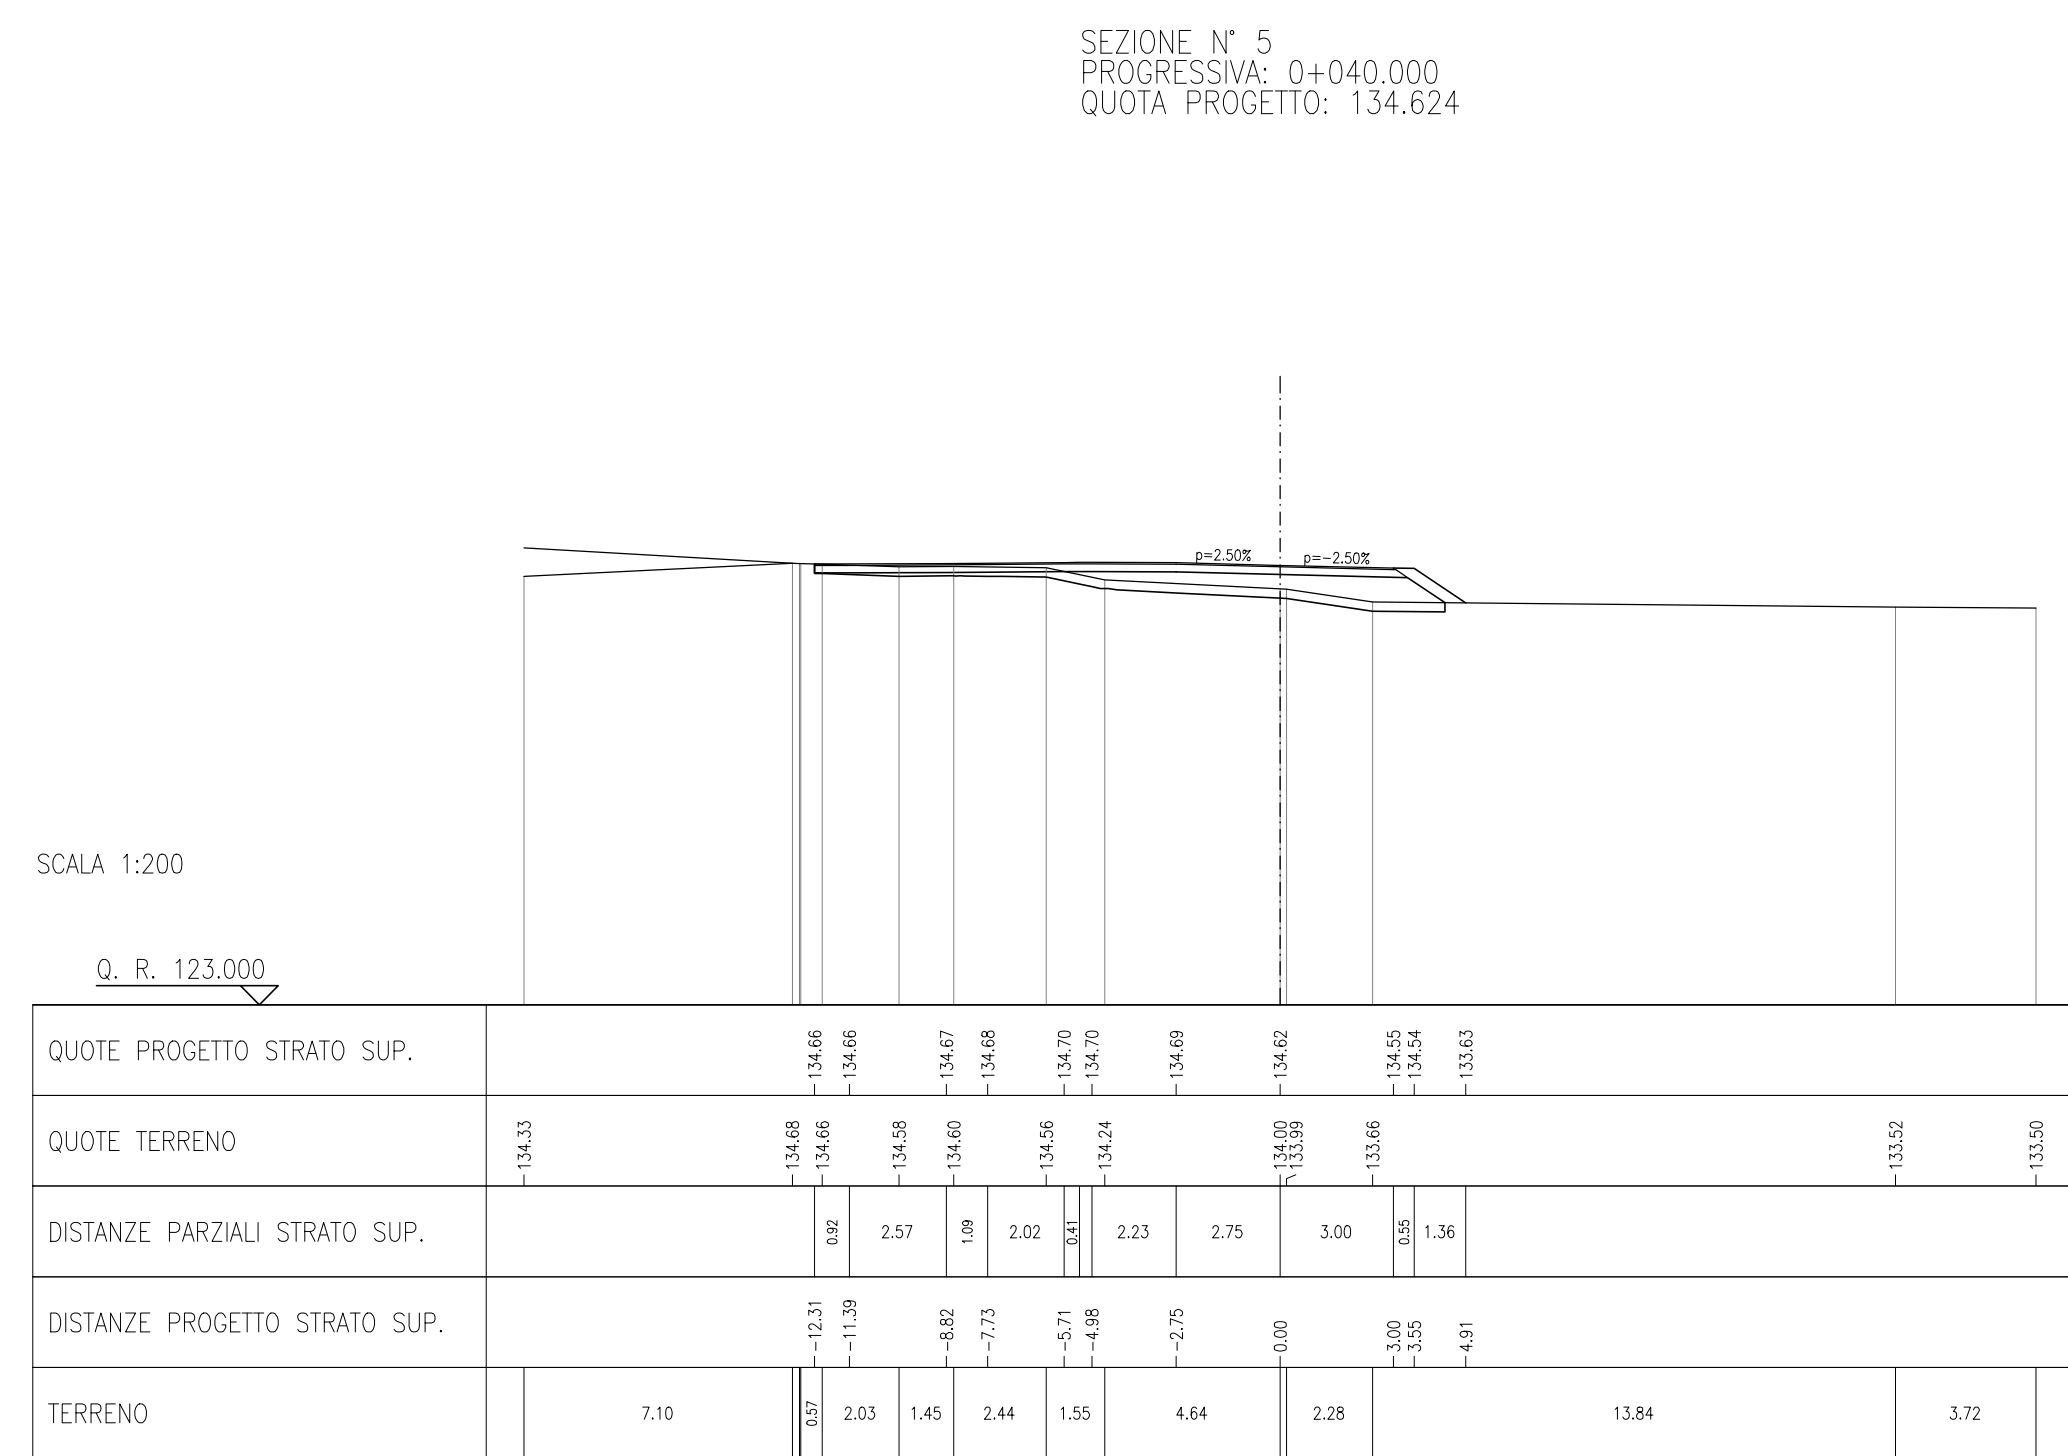 SEZIONE N° 5
PROGRESSIVA: 0+040.000
QUOTA PROGETTO: 134.624
p=2.50% p=-2.50%
SCALA 1:200
Q. R. 123.000
QUOTE PROGETTO STRATO SUP. 134.66 134.66 134.67 134.68 134.70 134.70 134.69 134.62 134.55 134.54 133.63
QUOTE TERRENO 134.33 134.68 134.66 134.58 134.60 134.56 134.24 134.00 133.99 133.66 133.52 133.50
DISTANZE PARZIALI STRATO SUP. 0.92 2.57 1.09 2.02 0.41 2.23 2.75 3.00 0.55 1.36
DISTANZE PROGETTO STRATO SUP. -12.31 -11.39 -8.82 -7.73 -5.71 -4.98 -2.75 0.00 3.00 3.55 4.91
TERRENO 7.10 0.57 2.03 1.45 2.44 1.55 4.64 2.28 13.84 3.72